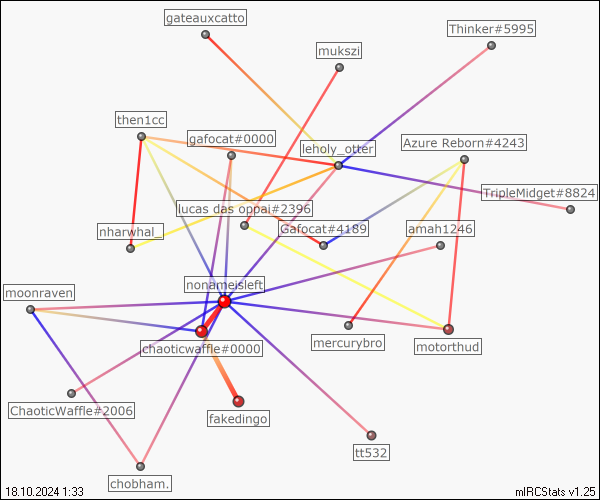 gateauxcatto
Thinker#5995
mukszi
then1cc
gafocat#0000
leholy_otter
Azure Reborn#4243
TripleMidget#8824
lucas das oppai#2396
nharwhal_
Gafocat#4189
amah1246
nonameisleft
moonraven
chaoticwaffle#0000
mercurybro
motorthud
ChaoticWaffle#2006
fakedingo
tt532
chobham.
18.10.2024 1:33
mIRCStats v1.25